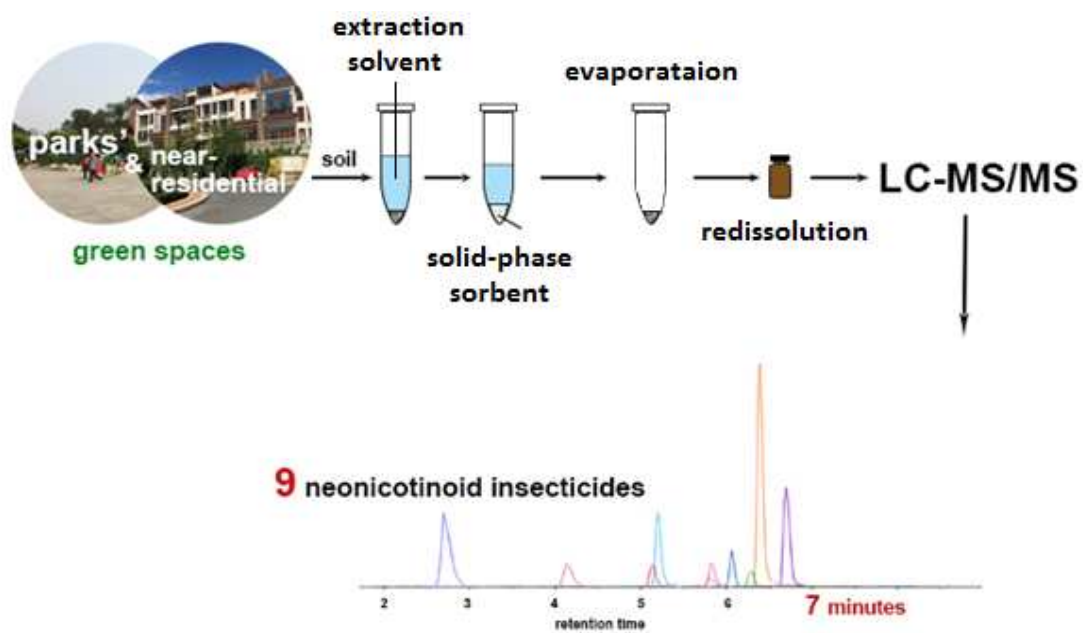 extraction
solvent
evaporataion
parks'
&
near-
residential
soil
LC-MS/MS
green spaces
solid-phase
sorbent
redissolution
9 neonicotinoid insecticides
2 3 4 5 6
7 minutes
retention time